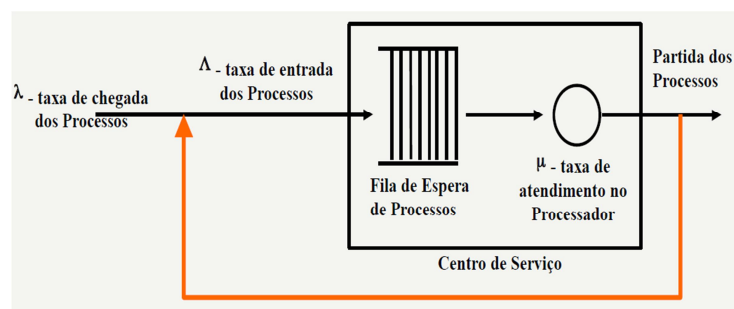 λ - taxa de chegada
dos Processos
Λ - taxa de entrada
dos Processos
Fila de Espera
de Processos
μ - taxa de
atendimento no
Processador
Partida dos
Processos
Centro de Serviço